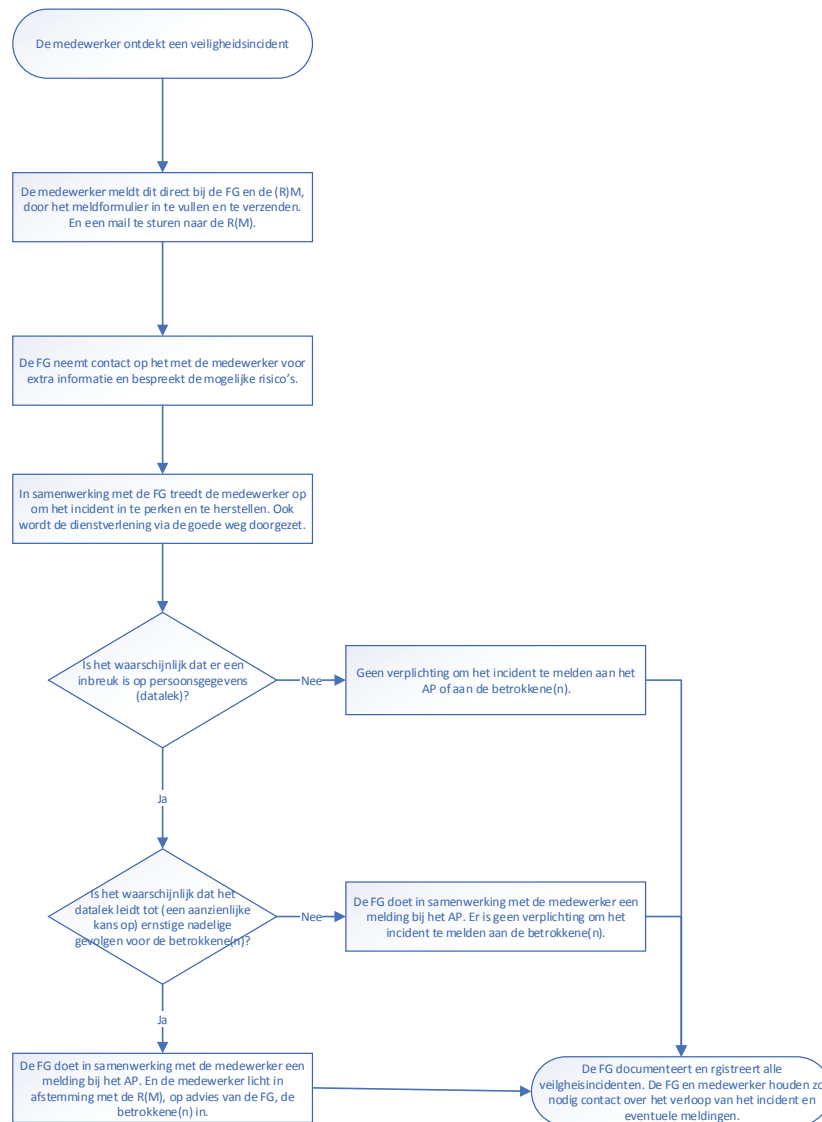 De medewerker ontdekt een veiligheidsincident
De medewerker meldt dit direct bij de FG en de (R)M,
door het meldformulier in te vullen en te verzenden.
En een mail te sturen naar de R(M).
De FG neemt contact op het met de medewerker voor
extra informatie en bespreekt de mogelijke risico's.
In samenwerking met de FG treedt de medewerker op
om het incident in te perken en te herstellen. Ook
wordt de dienstverlening via de goede weg doorgezet.
Is het waarschijnlijk dat er een
inbreuk is op persoonsgegevens
(datalek)?
Nee
Geen verplichting om het incident te melden aan het
AP of aan de betrokkene(n).
Ja
Is het waarschijnlijk dat het
datalek leidt tot (een aanzienlijke
kans op) ernstige nadelige
gevolgen voor de betrokkene(n)?
Nee
De FG doet in samenwerking met de medewerker een
melding bij het AP. Er is geen verplichting om het
incident te melden aan de betrokkene(n).
Ja
De FG doet in samenwerking met de medewerker een
melding bij het AP. En de medewerker licht in
afstemming met de R(M), op advies van de FG, de
betrokkene(n) in.
De FG documenteert en rgistreert alle
veilgheisincidenten. De FG en medewerker houden zo
nodig contact over het verloop van het incident en
eventuele meldingen.